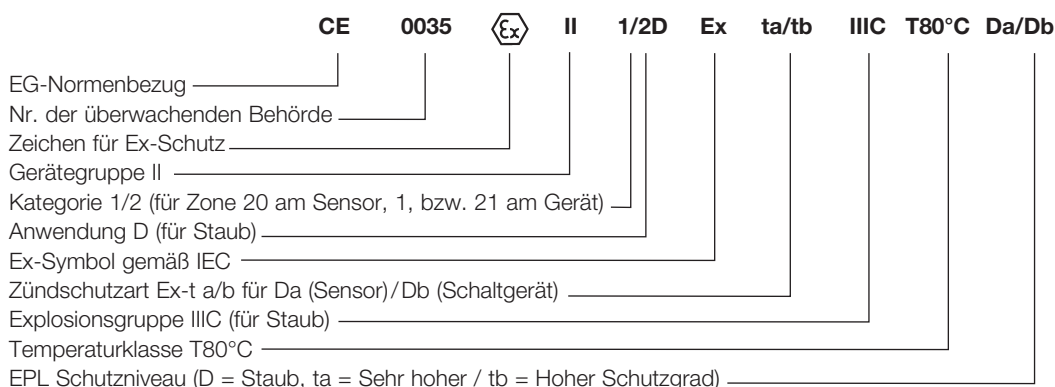 CE 0035 Ex II 1/2D Ex ta/tb IIIC T80°C Da/Db
EG-Normenbezug
Nr. der überwachenden Behörde
Zeichen für Ex-Schutz
Gerätegruppe II
Kategorie 1/2 (für Zone 20 am Sensor, 1, bzw. 21 am Gerät)
Anwendung D (für Staub)
Ex-Symbol gemäß IEC
Zündschutzart Ex-t a/b für Da (Sensor)/Db (Schaltgerät)
Explosionsgruppe IIIC (für Staub)
Temperaturklasse T80°C
EPL Schutzniveau (D = Staub, ta = Sehr hoher / tb = Hoher Schutzgrad)